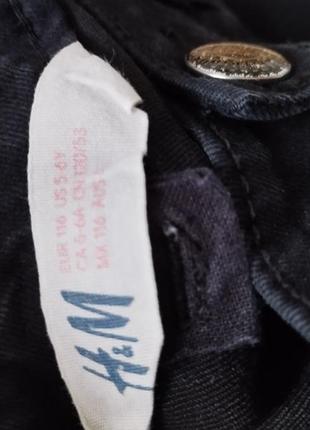 EUR 116 US 5-6Y
CA 5-6A CN 120/53
MX 116 AUS
H&M